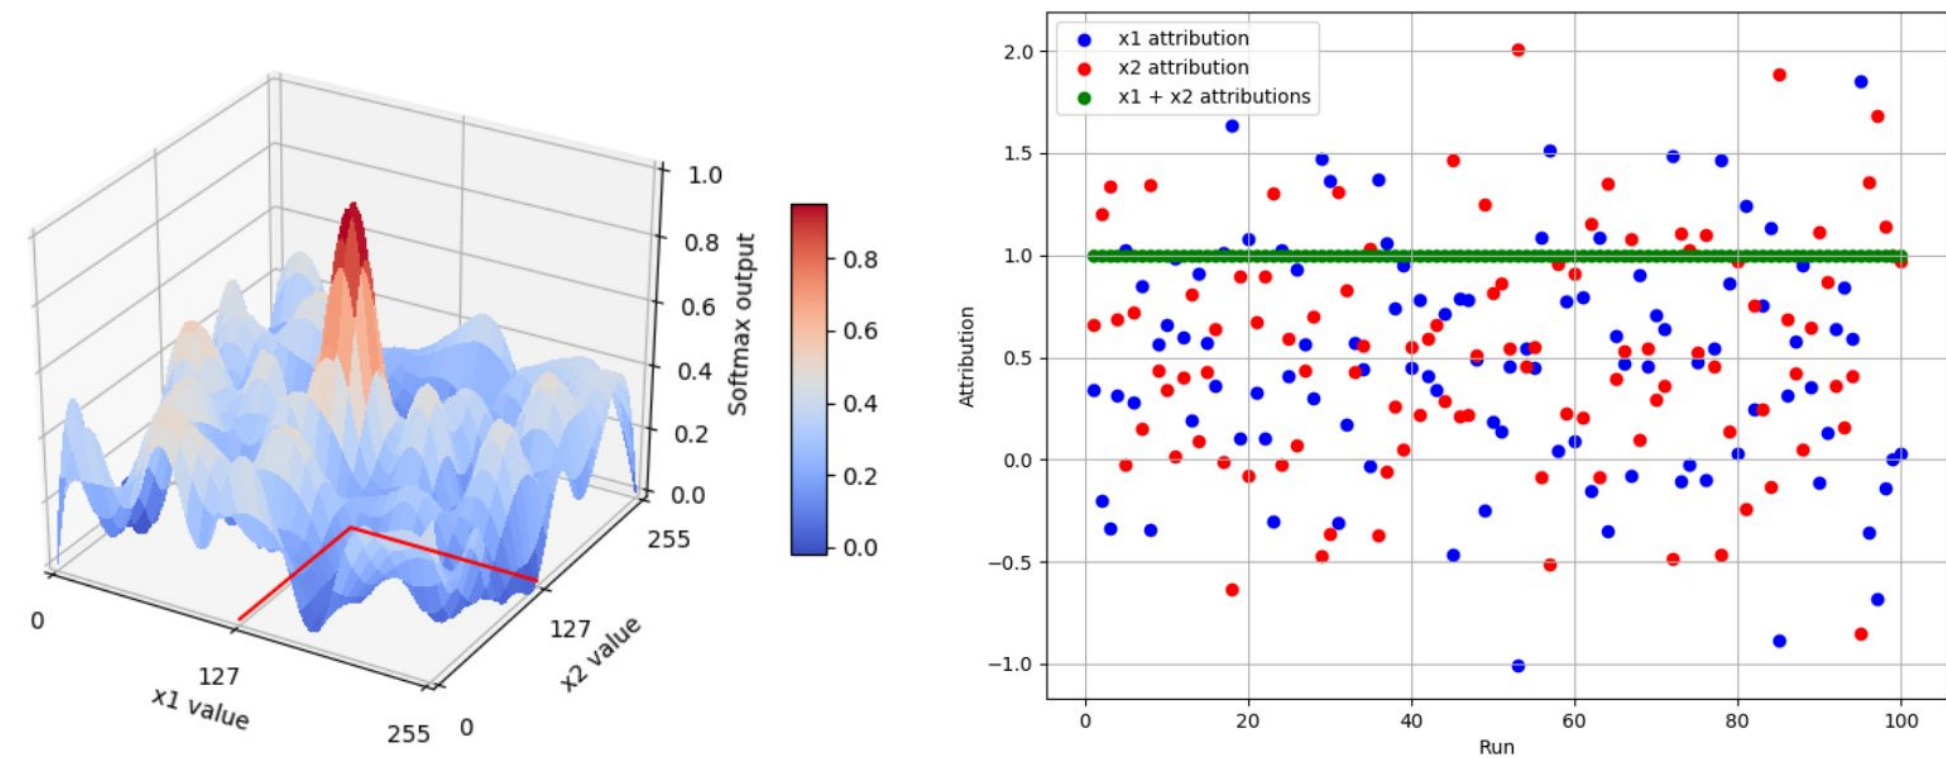 1.0
0.8
0.6
0.4
0.2
0.0
Softmax output
255
127
0
x2 value
0
127
255
x1 value
0.8
0.6
0.4
0.2
0.0
x1 attribution
x2 attribution
x1 + x2 attributions
2.0
1.5
1.0
0.5
0.0
−0.5
−1.0
Attribution
0 20 40 60 80 100
Run